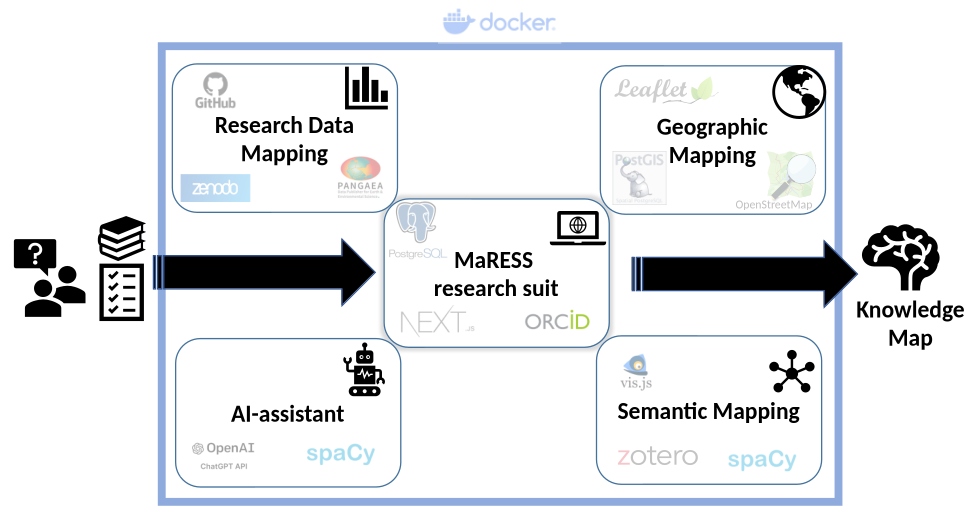 docker
GitHub
Research Data
Mapping
zenodo
PANGAEA
Leaflet
Geographic
Mapping
PostGIS
OpenStreetMap
?
PostgreSQL
MaRESS
research suit
NEXT.JS
ORCID
Knowledge
Map
AI-assistant
OpenAI
ChatGPT API
spaCy
vis.js
Semantic Mapping
zotero
spaCy